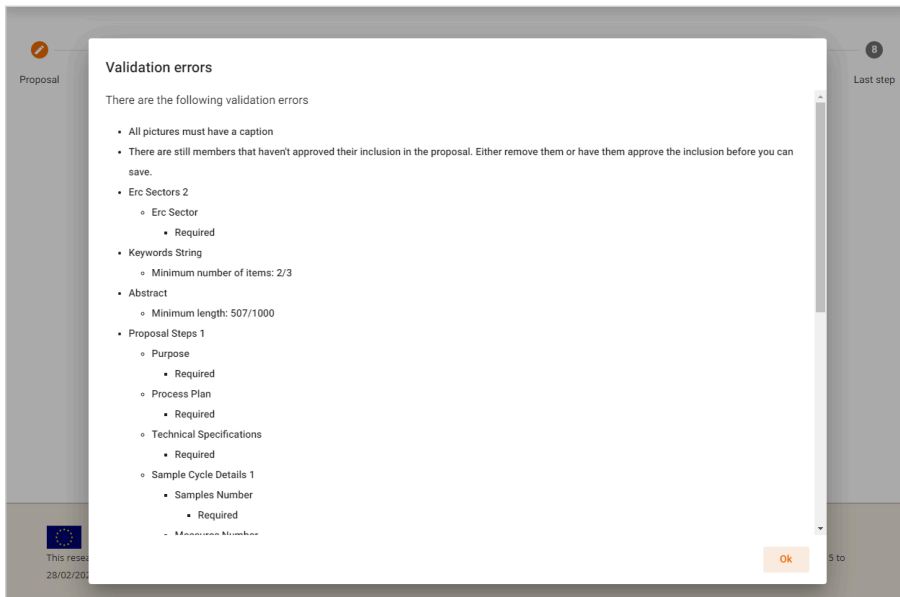 Proposal
8
Last step
Validation errors
There are the following validation errors
All pictures must have a caption
There are still members that haven't approved their inclusion in the proposal. Either remove them or have them approve the inclusion before you can
save.
Erc Sectors 2
Erc Sector
Required
Keywords String
Minimum number of items: 2/3
Abstract
Minimum length: 507/1000
Proposal Steps 1
Purpose
Required
Process Plan
Required
Technical Specifications
Required
Sample Cycle Details 1
Samples Number
Required
Measures Number
Ok
This resea
5 to
28/02/202